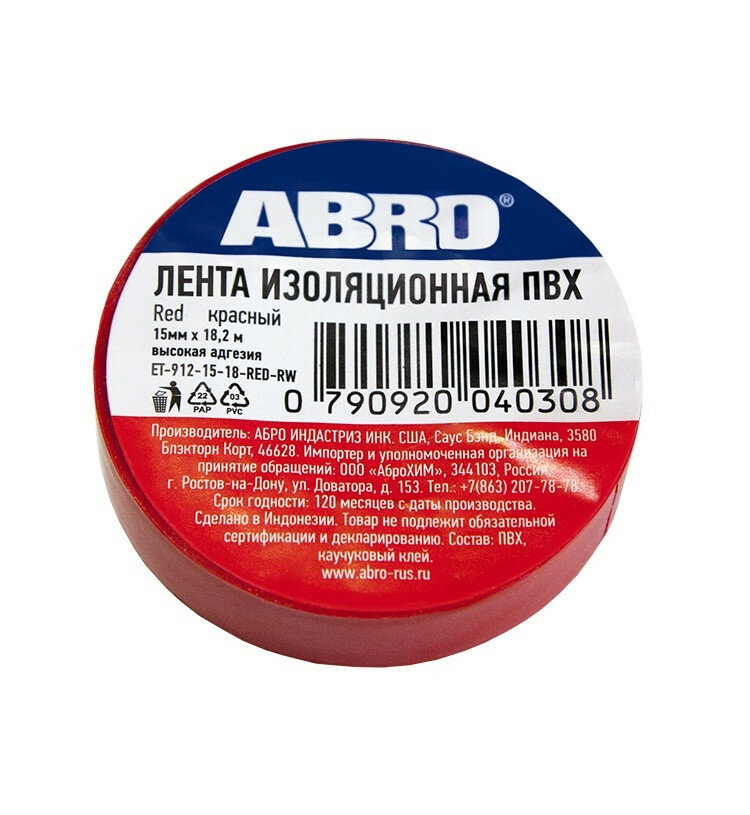 ABRO®
ЛЕНТА ИЗОЛЯЦИОННАЯ ПВХ
Red красный
15мм x 18,2 м
высокая адгезия
ET-912-15-18-RED-RW
22
PAP
03
PVC
0 790920 040308
Производитель: АБРО ИНДАСТРИЗ ИНК. США, Саус Бэнд, Индиана, 3580
Блэкторн Корт, 46628. Импортер и уполномоченная организация на
принятие обращений: ООО «АброХИМ», 344103, Россия,
г. Ростов-на-Дону, ул. Доватора, д. 153. Тел.: +7(863) 207-78-78
Срок годности: 120 месяцев с даты производства.
Сделано в Индонезии. Товар не подлежит обязательной
сертификации и декларированию. Состав: ПВХ,
каучуковый клей.
www.abro-rus.ru